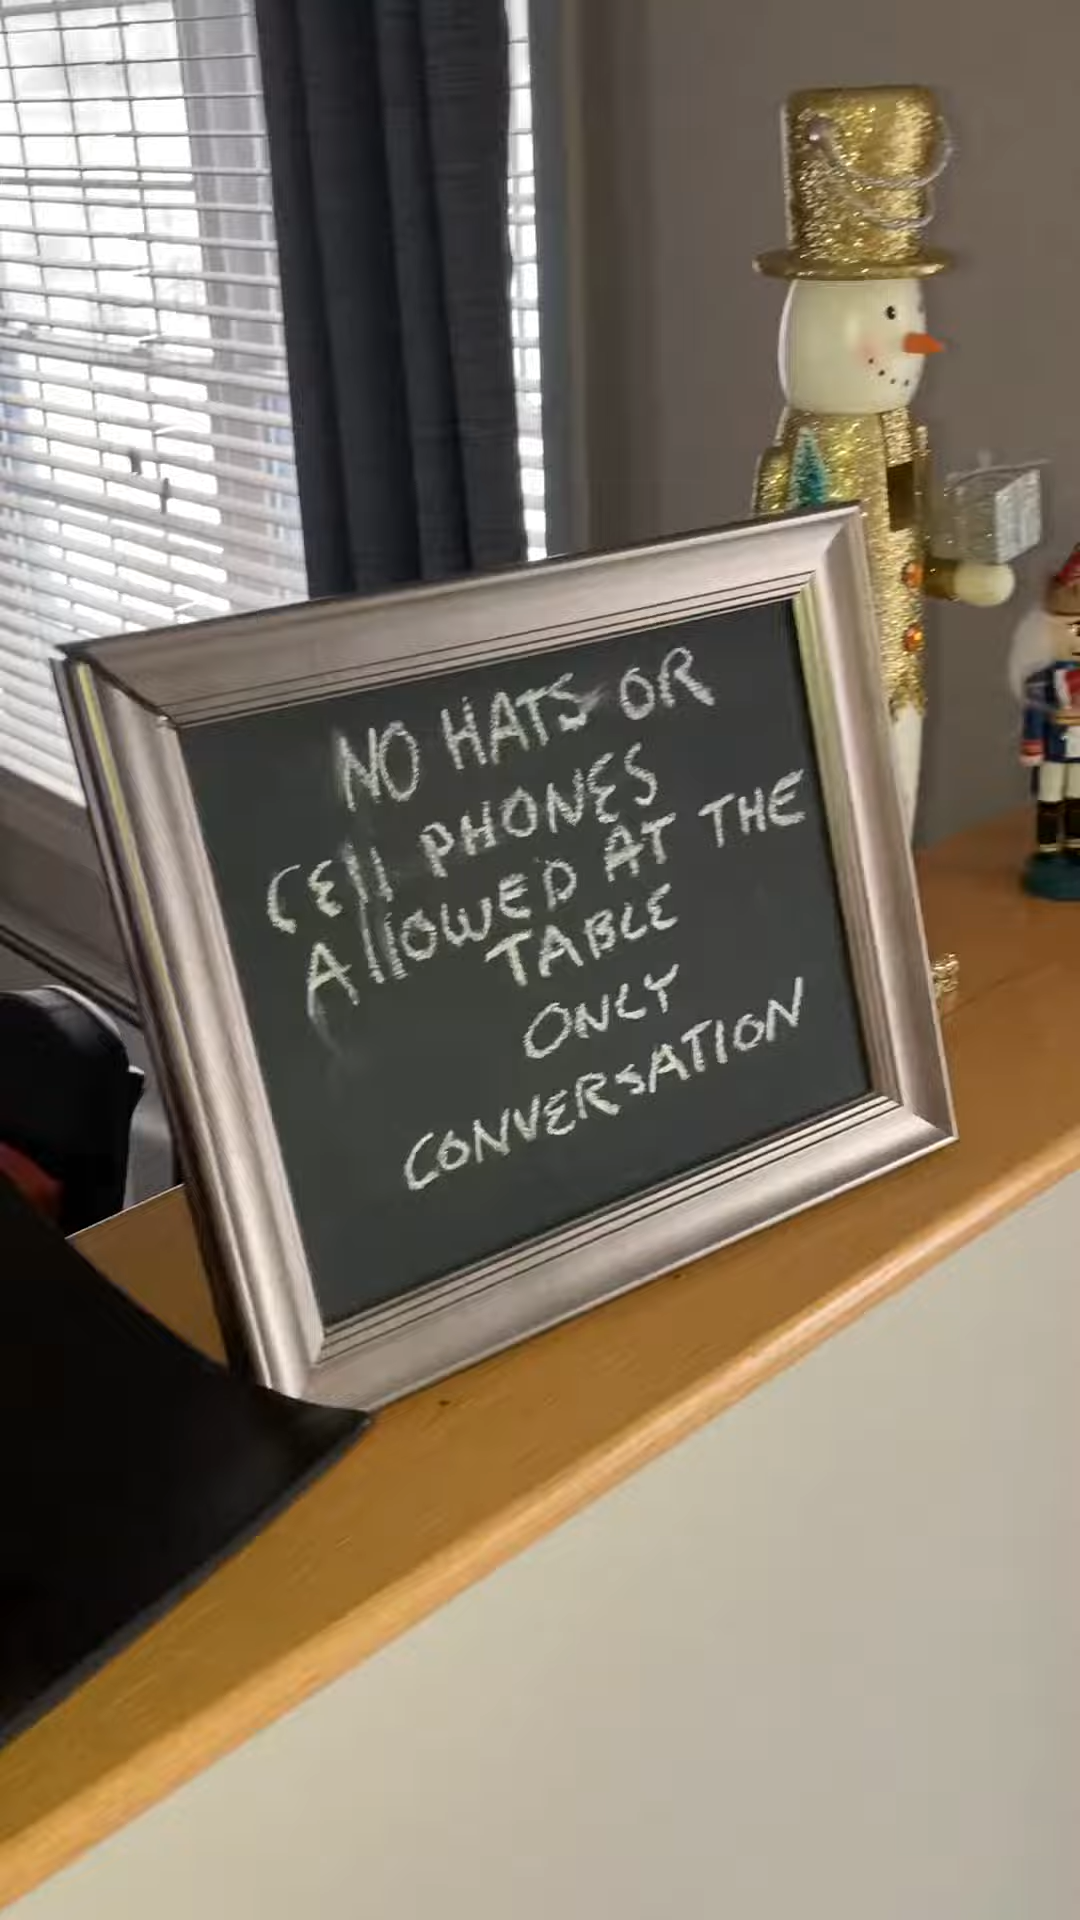 NO HATS OR
CEll PHONES
AllOWED AT THE
TABLE
ONLY
CONVERSATION